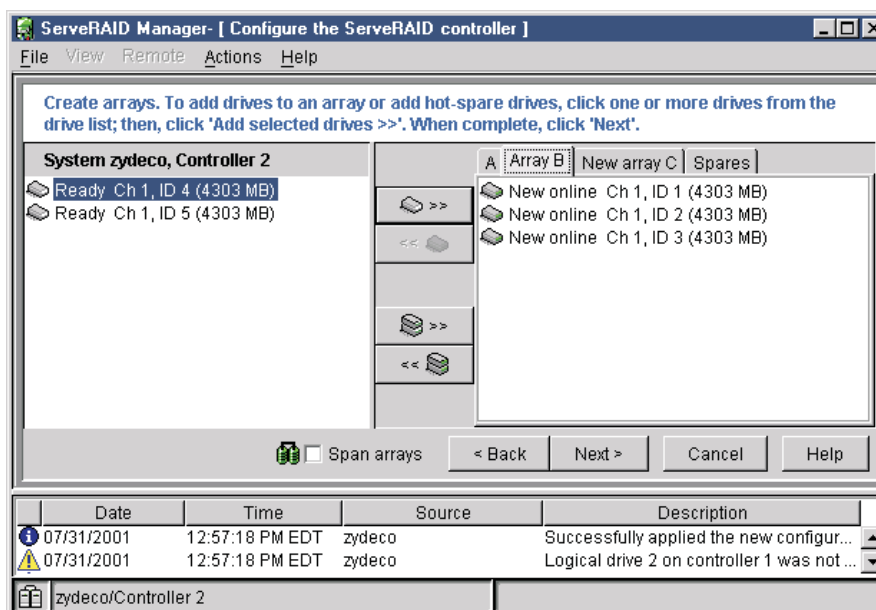 ServeRAID Manager- [ Configure the ServeRAID controller ]
File View Remote Actions Help
Create arrays. To add drives to an array or add hot-spare drives, click one or more drives from the
drive list; then, click 'Add selected drives >>'. When complete, click 'Next'.
System zydeco, Controller 2
Ready Ch 1, ID 4 (4303 MB)
Ready Ch 1, ID 5 (4303 MB)
>>
<<
>>
<<
A Array B New array C Spares
New online Ch 1, ID 1 (4303 MB)
New online Ch 1, ID 2 (4303 MB)
New online Ch 1, ID 3 (4303 MB)
Span arrays < Back Next > Cancel Help
Date Time Source Description
07/31/2001 12:57:18 PM EDT zydeco Successfully applied the new configur...
07/31/2001 12:57:18 PM EDT zydeco Logical drive 2 on controller 1 was not ...
zydeco/Controller 2